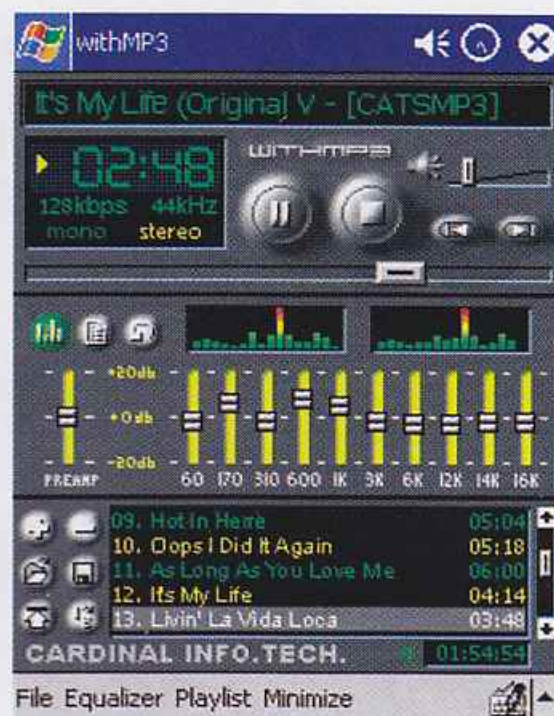 withMP3
It's My Life (Original V - [CATSMP3]
02:48
WITHMP3
128kbps 44kHz
mono stereo
+20db
+0db
-20db
PREAMP 60 170 310 600 1K 3K 6K 12K 14K 16K
09. Hot In Herre 05:04
10. Oops I Did It Again 05:18
11. As Long As You Love Me 06:00
12. It's My Life 04:14
13. Livin' La Vida Loca 03:48
CARDINAL INFO.TECH. 01:54:54
File Equalizer Playlist Minimize